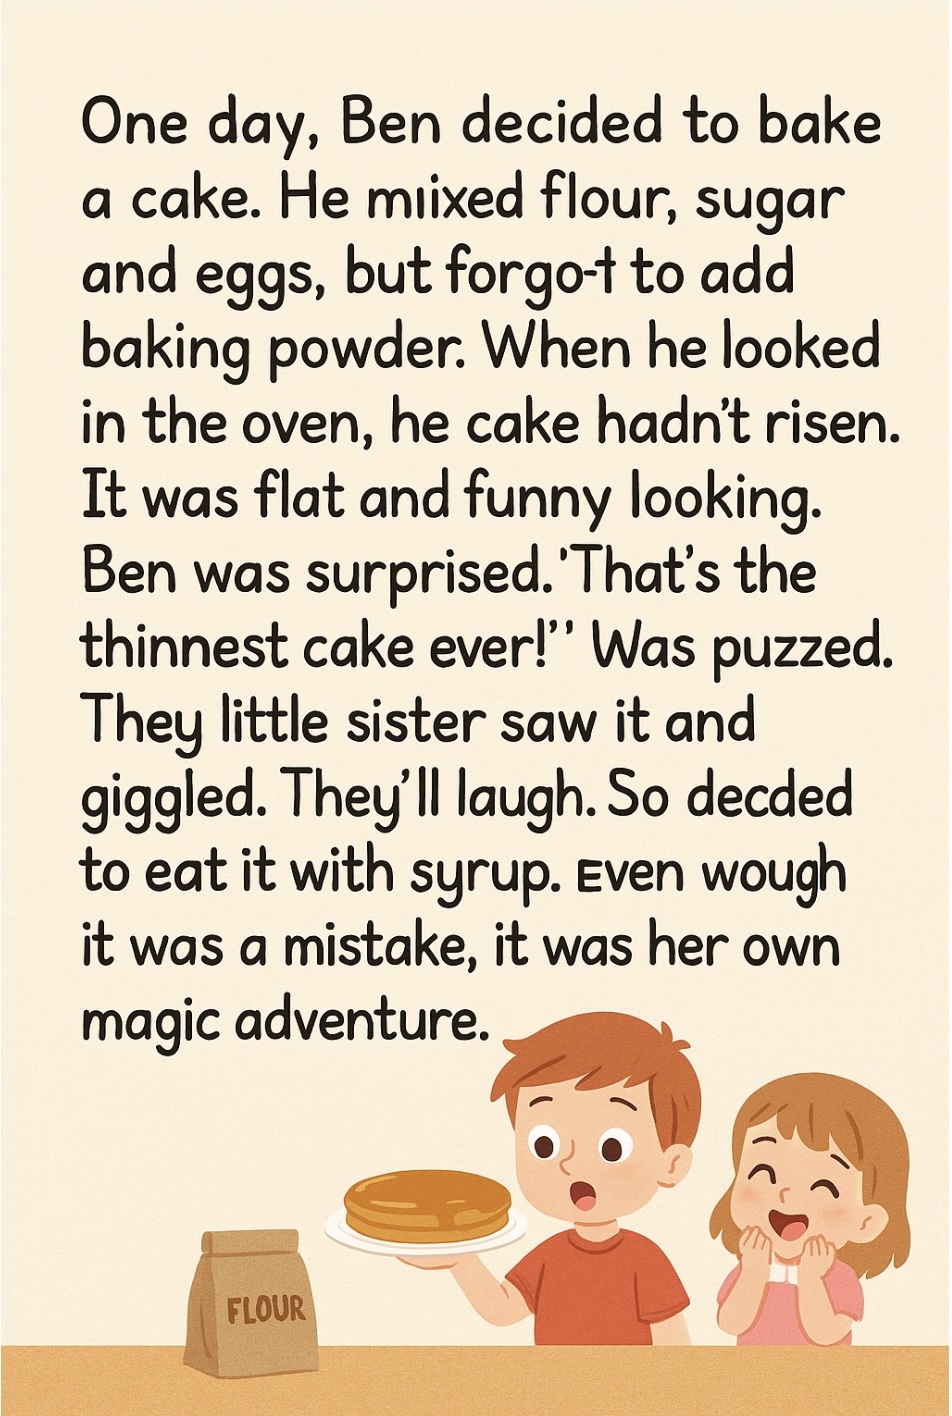 One day, Ben decided to bake
a cake. He miixed flour, sugar
and eggs, but forgo-t to add
baking powder. When he looked
in the oven, he cake hadn't risen.
It was flat and funny looking.
Ben was surprised. 'That's the
thinnest cake ever!'' Was puzzed.
They little sister saw it and
giggled. They'll laugh. So decded
to eat it with syrup. Even wough
it was a mistake, it was her own
magic adventure.
FLOUR